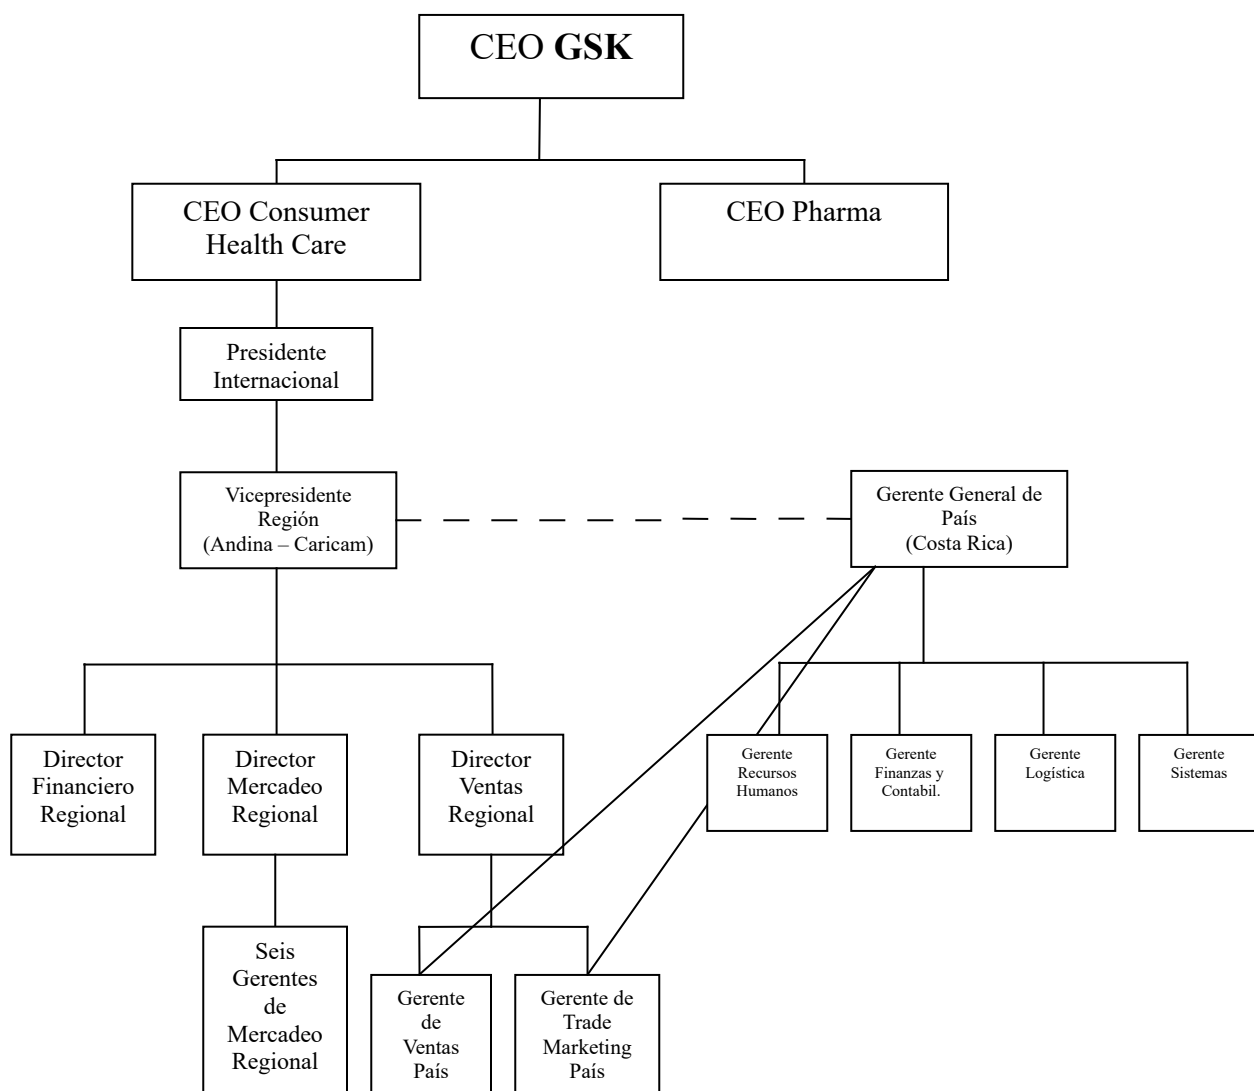 CEO GSK
CEO Consumer
Health Care
CEO Pharma
Presidente
Internacional
Vicepresidente
Región
(Andina – Caricam)
Gerente General de
País
(Costa Rica)
Director
Financiero
Regional
Director
Mercadeo
Regional
Director
Ventas
Regional
Gerente
Recursos
Humanos
Gerente
Finanzas y
Contabil.
Gerente
Logística
Gerente
Sistemas
Seis
Gerentes
de
Mercadeo
Regional
Gerente
de
Ventas
País
Gerente de
Trade
Marketing
País